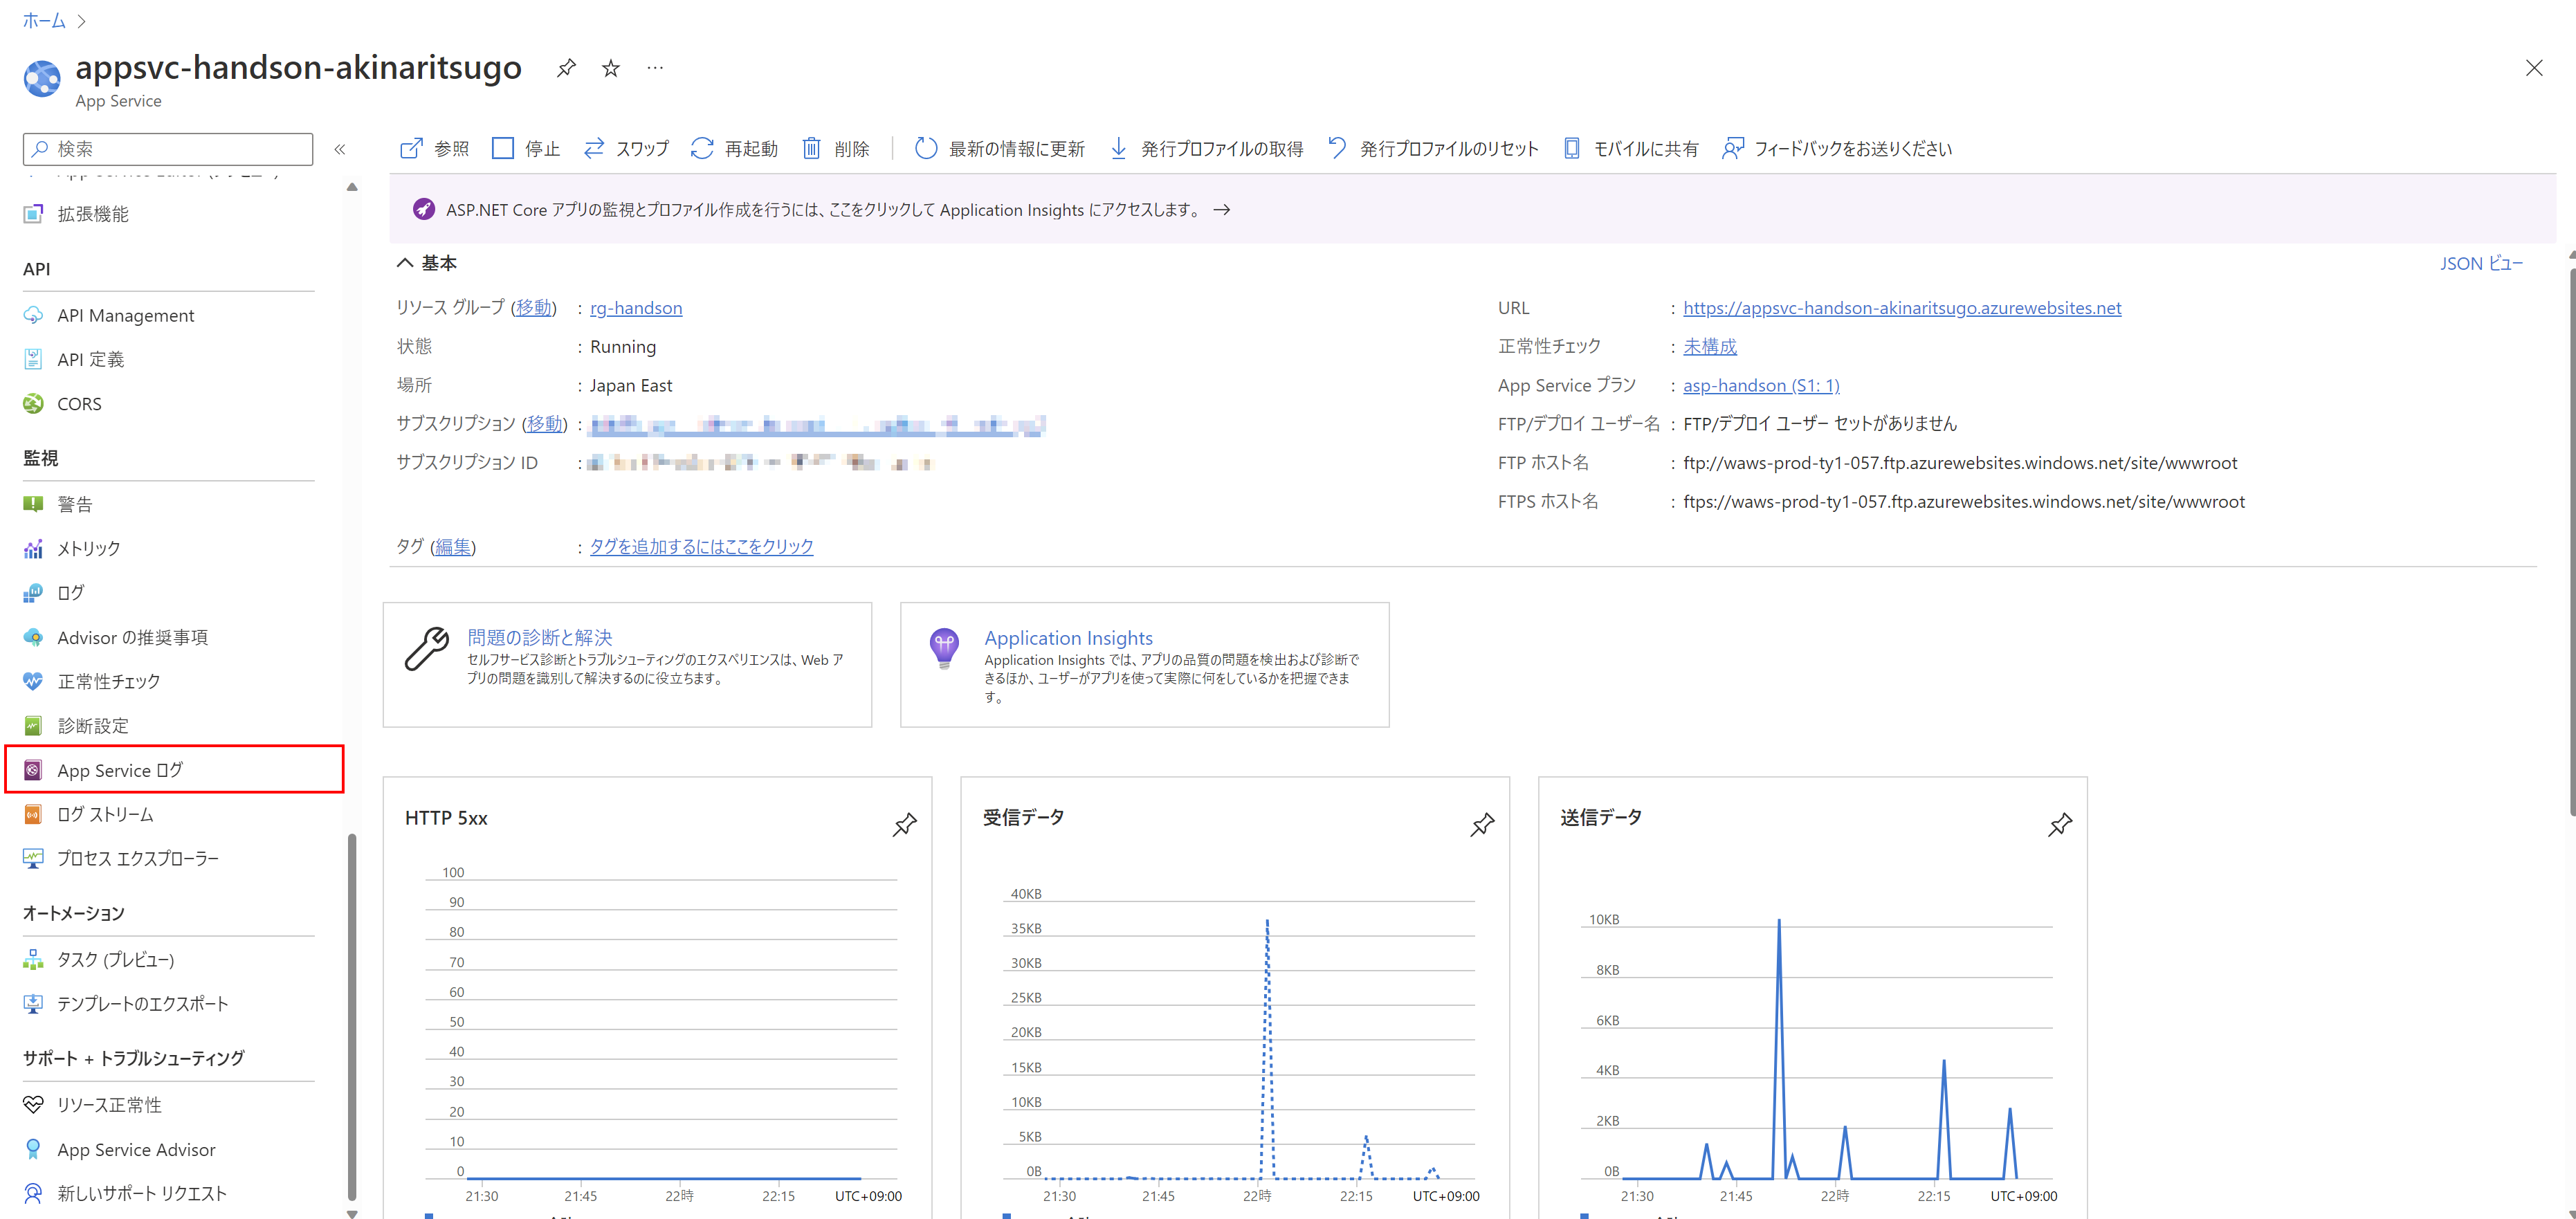 ホーム
appsvc-handson-akinaritsugo
App Service
検索
参照 停止 スワップ 再起動 削除 最新の情報に更新 発行プロファイルの取得 発行プロファイルのリセット モバイルに共有 フィードバックをお送りください
拡張機能
API
API Management
API 定義
CORS
監視
警告
メトリック
ログ
Advisor の推奨事項
正常性チェック
診断設定
App Service ログ
ログ ストリーム
プロセス エクスプローラー
オートメーション
タスク (プレビュー)
テンプレートのエクスポート
サポート + トラブルシューティング
リソース正常性
App Service Advisor
新しいサポート リクエスト
ASP.NET Core アプリの監視とプロファイル作成を行うには、ここをクリックして Application Insights にアクセスします。 →
基本
JSON ビュー
リソース グループ (移動) : rg-handson
状態 : Running
場所 : Japan East
サブスクリプション (移動) :
サブスクリプション ID :
タグ (編集) : タグを追加するにはここをクリック
URL : https://appsvc-handson-akinaritsugo.azurewebsites.net
正常性チェック : 未構成
App Service プラン : asp-handson (S1: 1)
FTP/デプロイ ユーザー名 : FTP/デプロイ ユーザー セットがありません
FTP ホスト名 : ftp://waws-prod-ty1-057.ftp.azurewebsites.windows.net/site/wwwroot
FTPS ホスト名 : ftps://waws-prod-ty1-057.ftp.azurewebsites.windows.net/site/wwwroot
問題の診断と解決
セルフサービス診断とトラブルシューティングのエクスペリエンスは、Web ア
プリの問題を識別して解決するのに役立ちます。
Application Insights
Application Insights では、アプリの品質の問題を検出および診断で
きるほか、ユーザーがアプリを使って実際に何をしているかを把握できま
す。
HTTP 5xx
100
90
80
70
60
50
40
30
20
10
0
21:30 21:45 22時 22:15 UTC+09:00
受信データ
40KB
35KB
30KB
25KB
20KB
15KB
10KB
5KB
0B
21:30 21:45 22時 22:15 UTC+09:00
送信データ
10KB
8KB
6KB
4KB
2KB
0B
21:30 21:45 22時 22:15 UTC+09:00